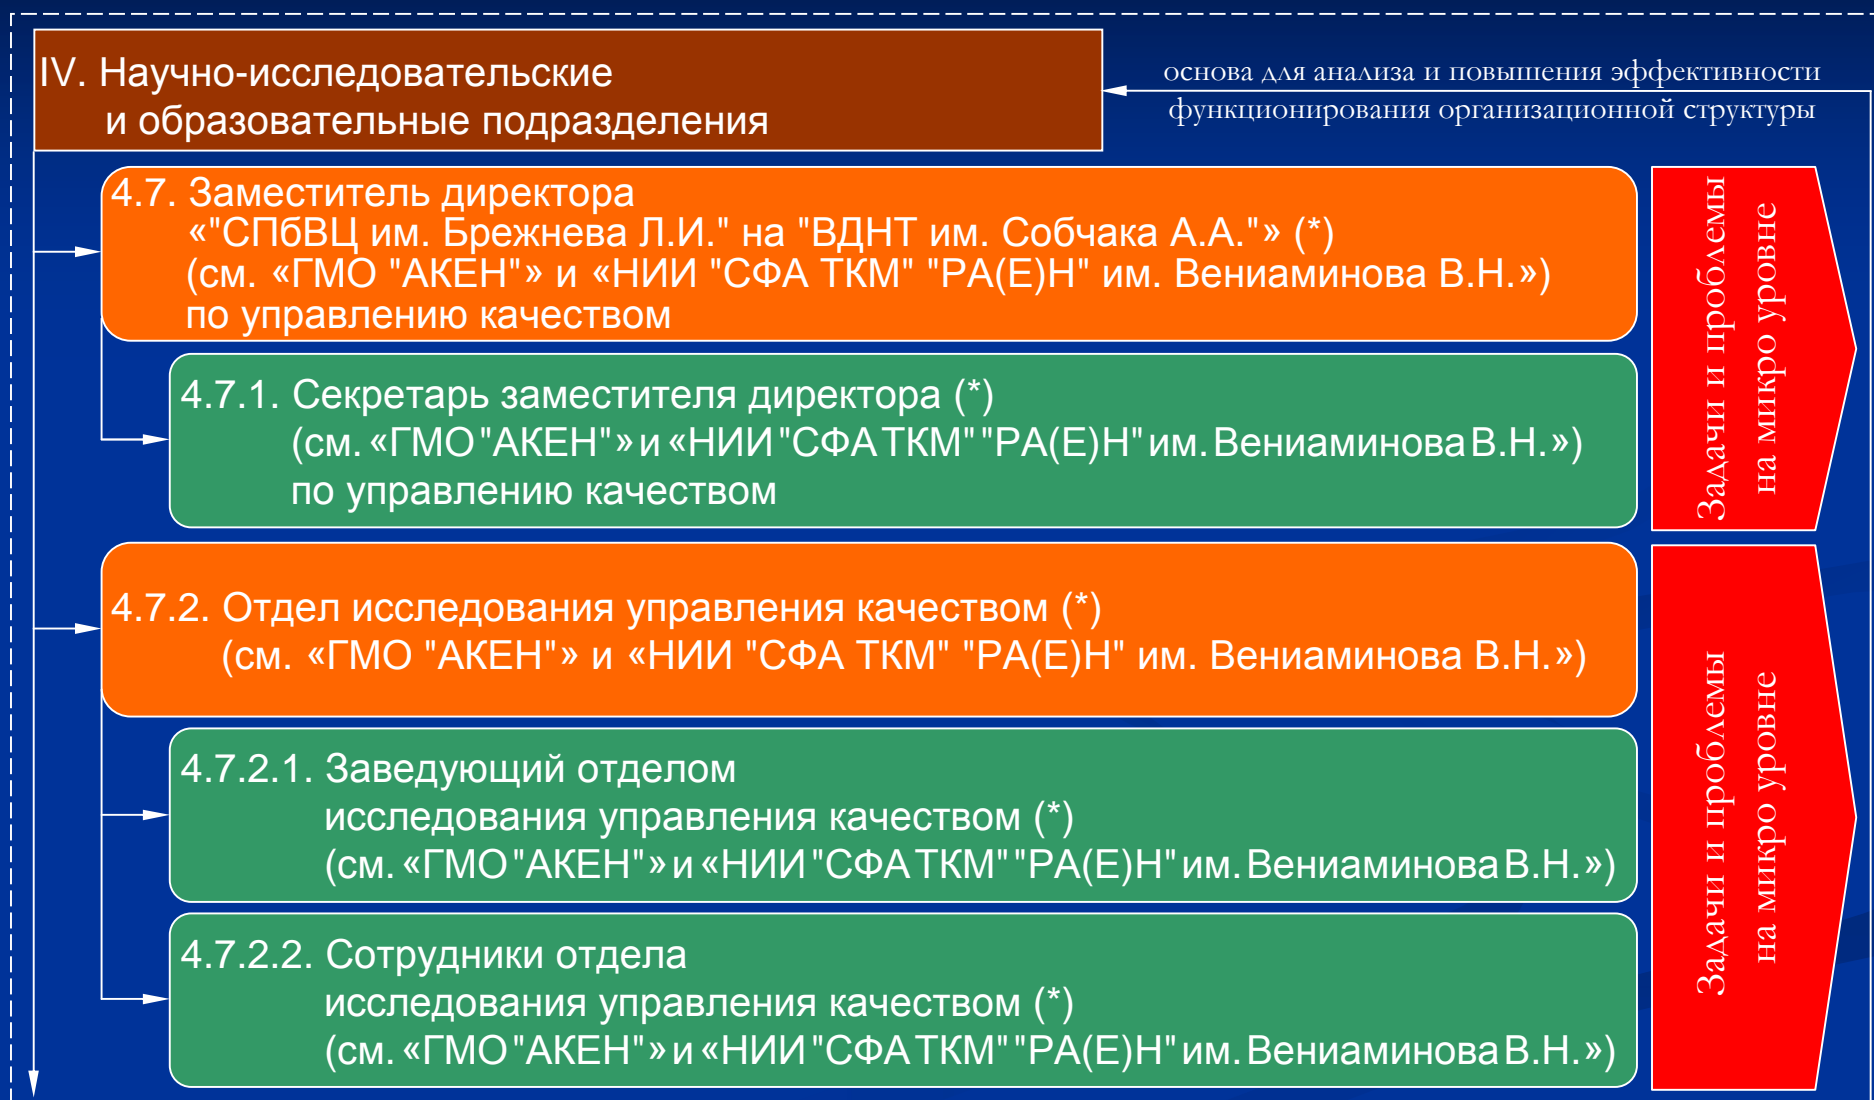 IV. Научно-исследовательские
и образовательные подразделения
основа для анализа и повышения эффективности
функционирования организационной структуры
4.7. Заместитель директора
«"СПбВЦ им. Брежнева Л.И." на "ВДНТ им. Собчака А.А."» (*)
(см. «ГМО "АКЕН"» и «НИИ "СФА ТКМ" "РА(Е)Н" им. Вениаминова В.Н.»)
по управлению качеством
4.7.1. Секретарь заместителя директора (*)
(см. «ГМО "АКЕН"» и «НИИ "СФА ТКМ" "РА(Е)Н" им. Вениаминова В.Н.»)
по управлению качеством
Задачи и проблемы
на микро уровне
4.7.2. Отдел исследования управления качеством (*)
(см. «ГМО "АКЕН"» и «НИИ "СФА ТКМ" "РА(Е)Н" им. Вениаминова В.Н.»)
4.7.2.1. Заведующий отделом
исследования управления качеством (*)
(см. «ГМО "АКЕН"» и «НИИ "СФА ТКМ" "РА(Е)Н" им. Вениаминова В.Н.»)
4.7.2.2. Сотрудники отдела
исследования управления качеством (*)
(см. «ГМО "АКЕН"» и «НИИ "СФА ТКМ" "РА(Е)Н" им. Вениаминова В.Н.»)
Задачи и проблемы
на микро уровне